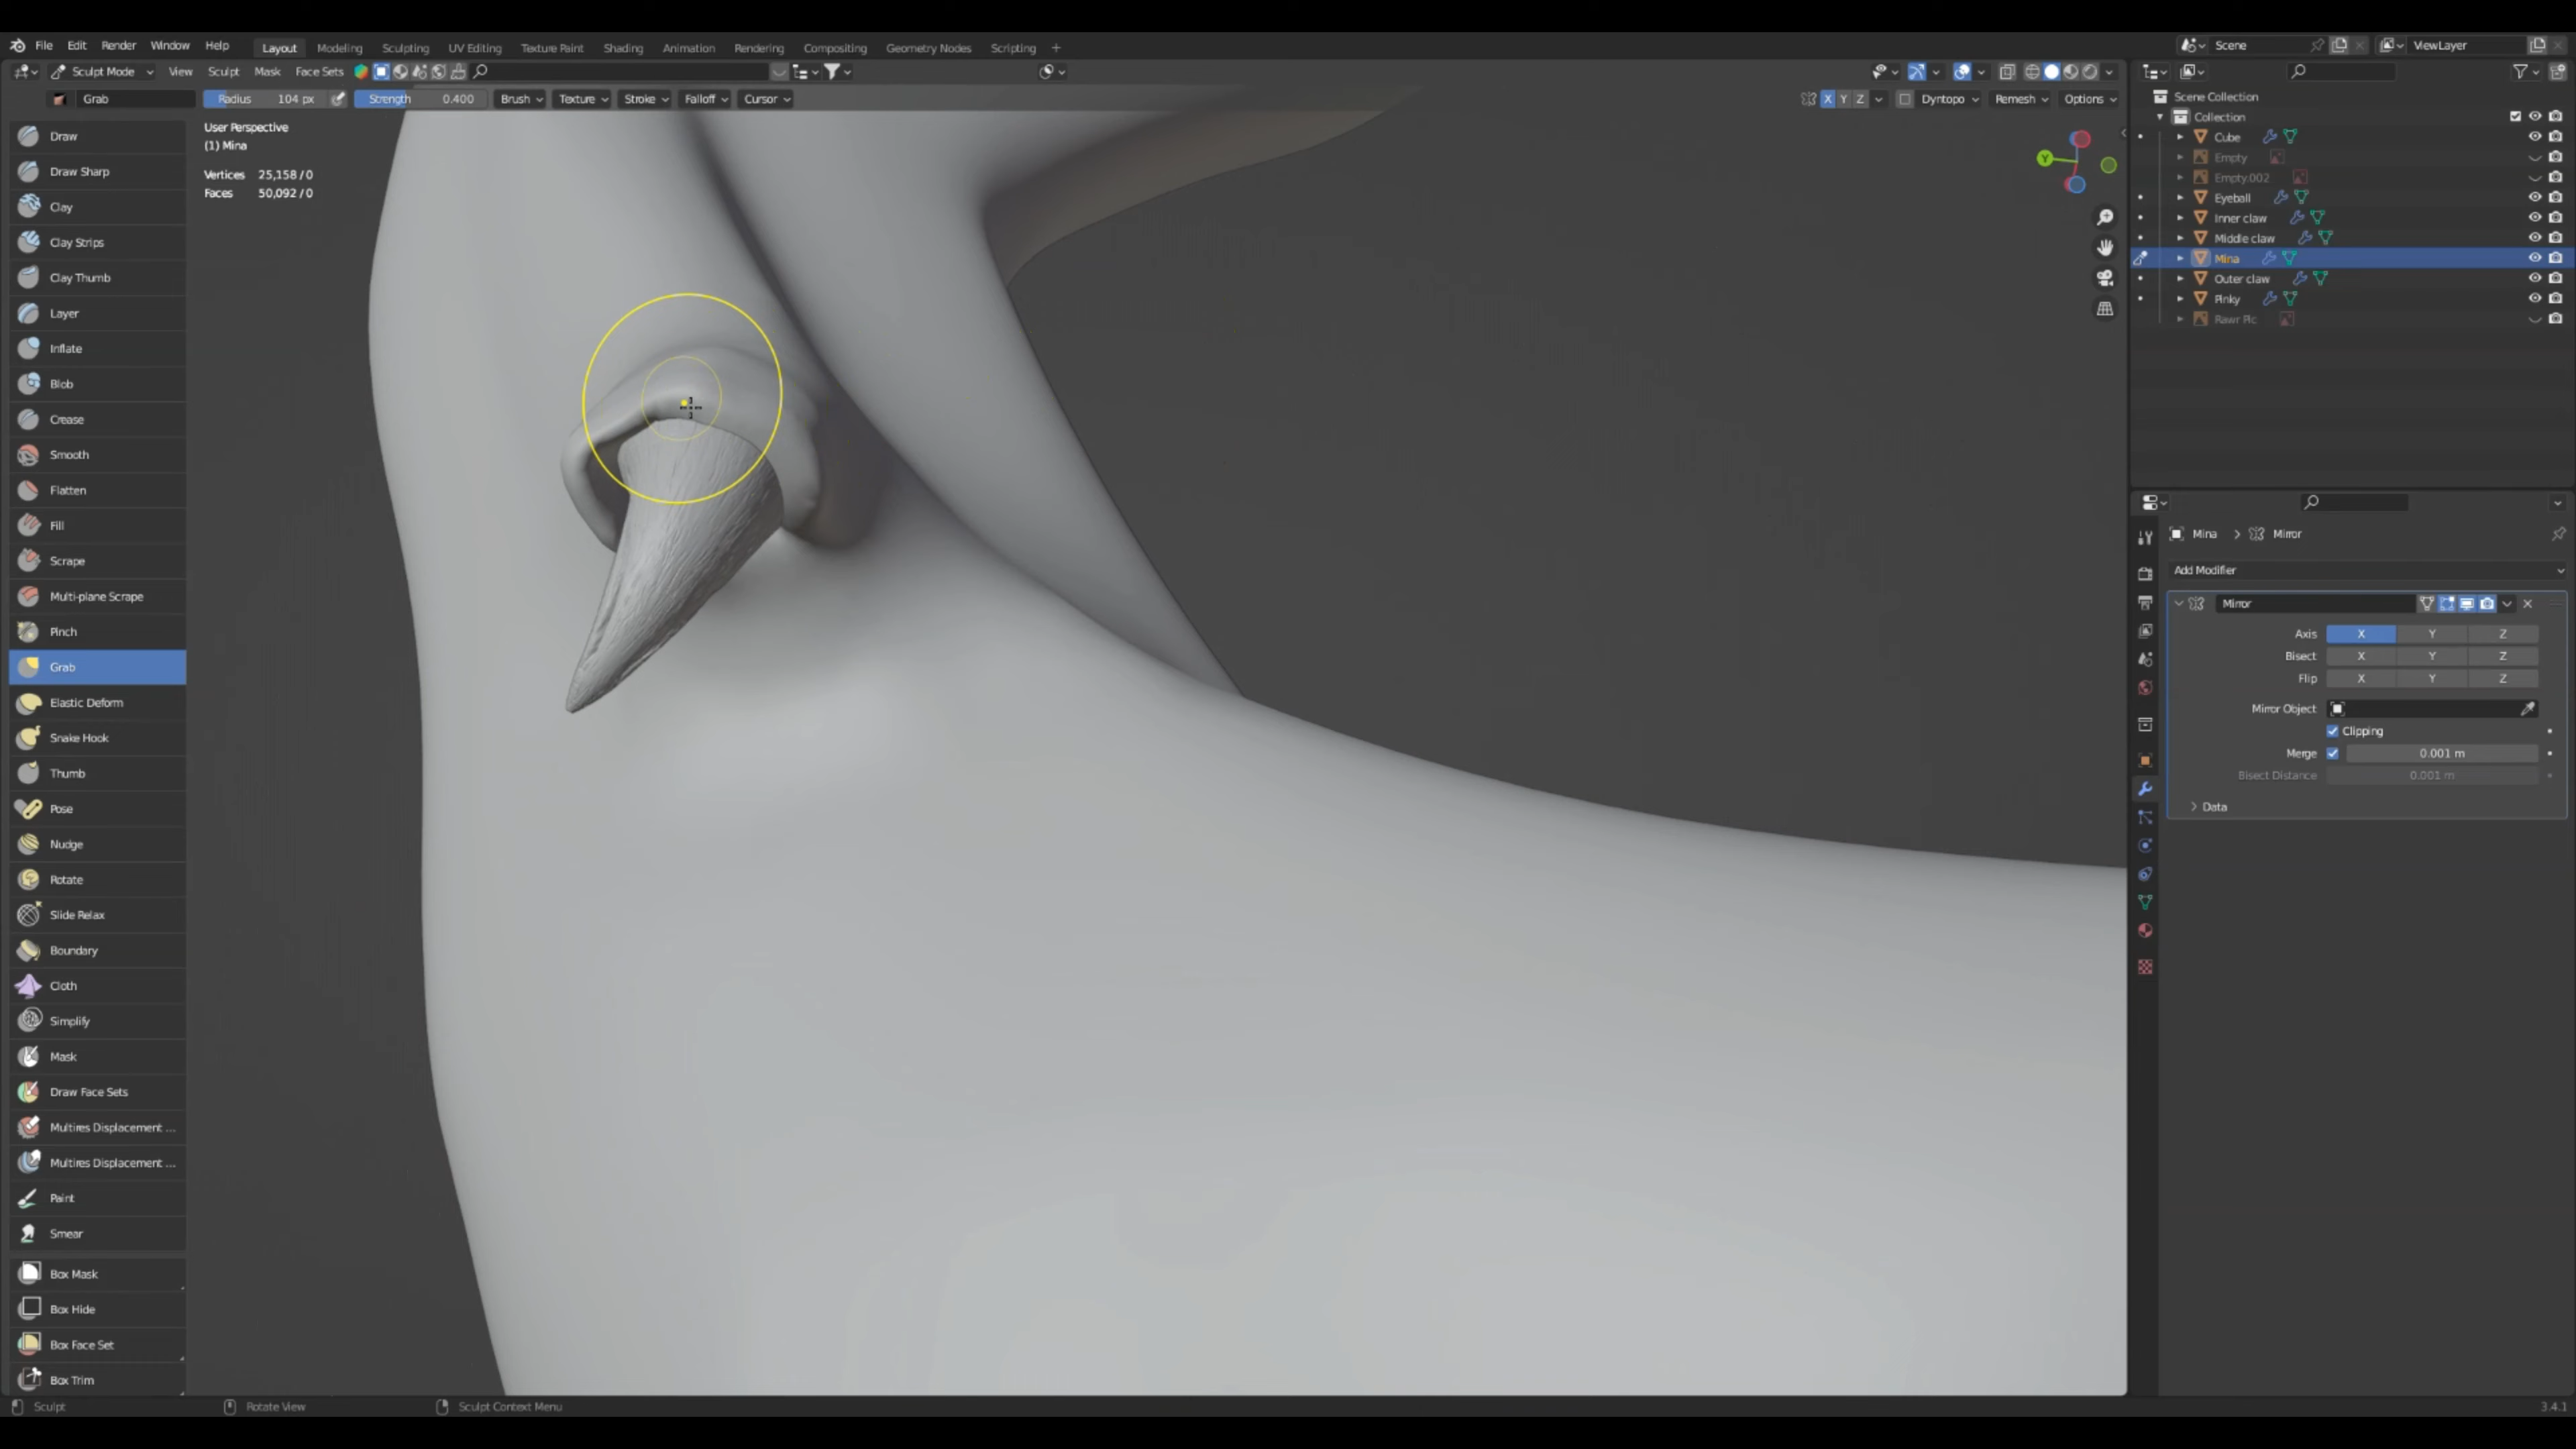 File Edit Render Window Help Layout Modeling Sculpting UV Editing Texture Paint Shading Animation Rendering Compositing Geometry Nodes Scripting + Scene ViewLayer
Sculpt Mode View Sculpt Mask Face Sets
Grab Radius 104 px Strength 0.400 Brush Texture Stroke Falloff Cursor X Y Z Dyntopo Remesh Options
User Perspective
(1) Mina
Vertices 25,158 / 0
Faces 50,092 / 0
Draw
Draw Sharp
Clay
Clay Strips
Clay Thumb
Layer
Inflate
Blob
Crease
Smooth
Flatten
Fill
Scrape
Multi-plane Scrape
Pinch
Grab
Elastic Deform
Snake Hook
Thumb
Pose
Nudge
Rotate
Slide Relax
Boundary
Cloth
Simplify
Mask
Draw Face Sets
Multires Displacement ...
Multires Displacement ...
Paint
Smear
Box Mask
Box Hide
Box Face Set
Box Trim
Y
Scene Collection
Collection
Cube
Empty
Empty.002
Eyeball
Inner claw
Middle claw
Mina
Outer claw
Pinky
Rawr Pic
Mina > Mirror
Add Modifier
Mirror
Axis X Y Z
Bisect X Y Z
Flip X Y Z
Mirror Object
Clipping
Merge 0.001 m
Bisect Distance 0.001 m
Data
Sculpt Rotate View Sculpt Context Menu 3.4.1